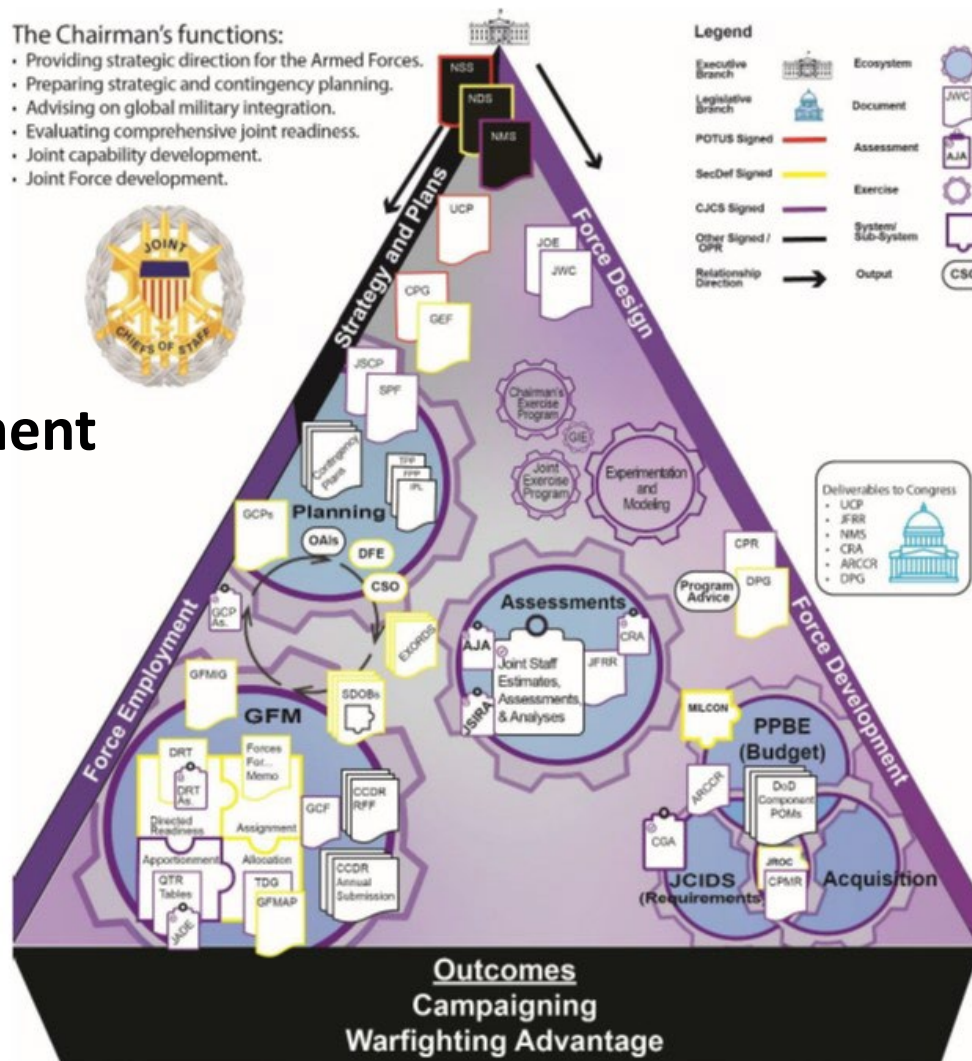 The Chairman's functions:
• Providing strategic direction for the Armed Forces.
• Preparing strategic and contingency planning.
• Advising on global military integration.
• Evaluating comprehensive joint readiness.
• Joint capability development.
• Joint Force development.
JOINT
CHIEFS OF STAFF
nent
Legend
Executive
Branch
Legislative
Branch
POTUS Signed
SecDef Signed
CJCS Signed
Other Signed /
OPR
Relationship
Direction
Ecosystem
Document
JWC
Assessment
AJA
Exercise
System/
Sub-System
Output
CSO
NSS
NDS
NMS
Strategy and Plans
Force Design
UCP
JOE
JWC
CPG
GEF
JSCP
SPF
Contingency
Plans
TPP
FPP
IPL
Planning
GCPs
OAIs
DFE
CSO
GCP
As.
EXORDS
SDOBs
Chairman's
Exercise
Program
GIE
Joint
Exercise
Program
Experimentation
and
Modeling
Deliverables to Congress
• UCP
• JFRR
• NMS
• CRA
• ARCCR
• DPG
CPR
DPG
Program
Advice
Assessments
AJA
CRA
JFRR
JSIRA
Joint Staff
Estimates,
Assessments,
& Analyses
Force Employment
Force Development
GFMIG
GFM
DRT
DRT
As.
Directed
Readiness
Forces
For...
Memo
Assignment
GCF
CCDR
RFF
Apportionment
QTR
Tables
JADE
Allocation
TDG
GFMAP
CCDR
Annual
Submission
MILCON
PPBE
(Budget)
ARCCR
DoD
Component
POMs
CGA
JROC
CPMR
JCIDS
(Requirements)
Acquisition
Outcomes
Campaigning
Warfighting Advantage